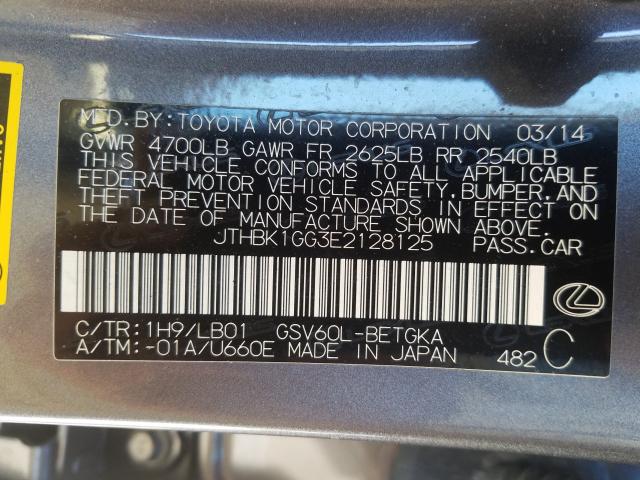 MFD.BY:TOYOTA MOTOR CORPORATION 03/14
GVWR 4700LB GAWR FR 2625LB RR 2540LB
THIS VEHICLE CONFORMS TO ALL APPLICABLE
FEDERAL MOTOR VEHICLE SAFETY,BUMPER,AND
THEFT PREVENTION STANDARDS IN EFFECT ON
THE DATE OF MANUFACTURE SHOWN ABOVE.
JTHBK1GG3E2128125 PASS.CAR
C/TR:1H9/LB01 GSV60L-BETGKA
A/TM:-01A/U660E MADE IN JAPAN 482 C